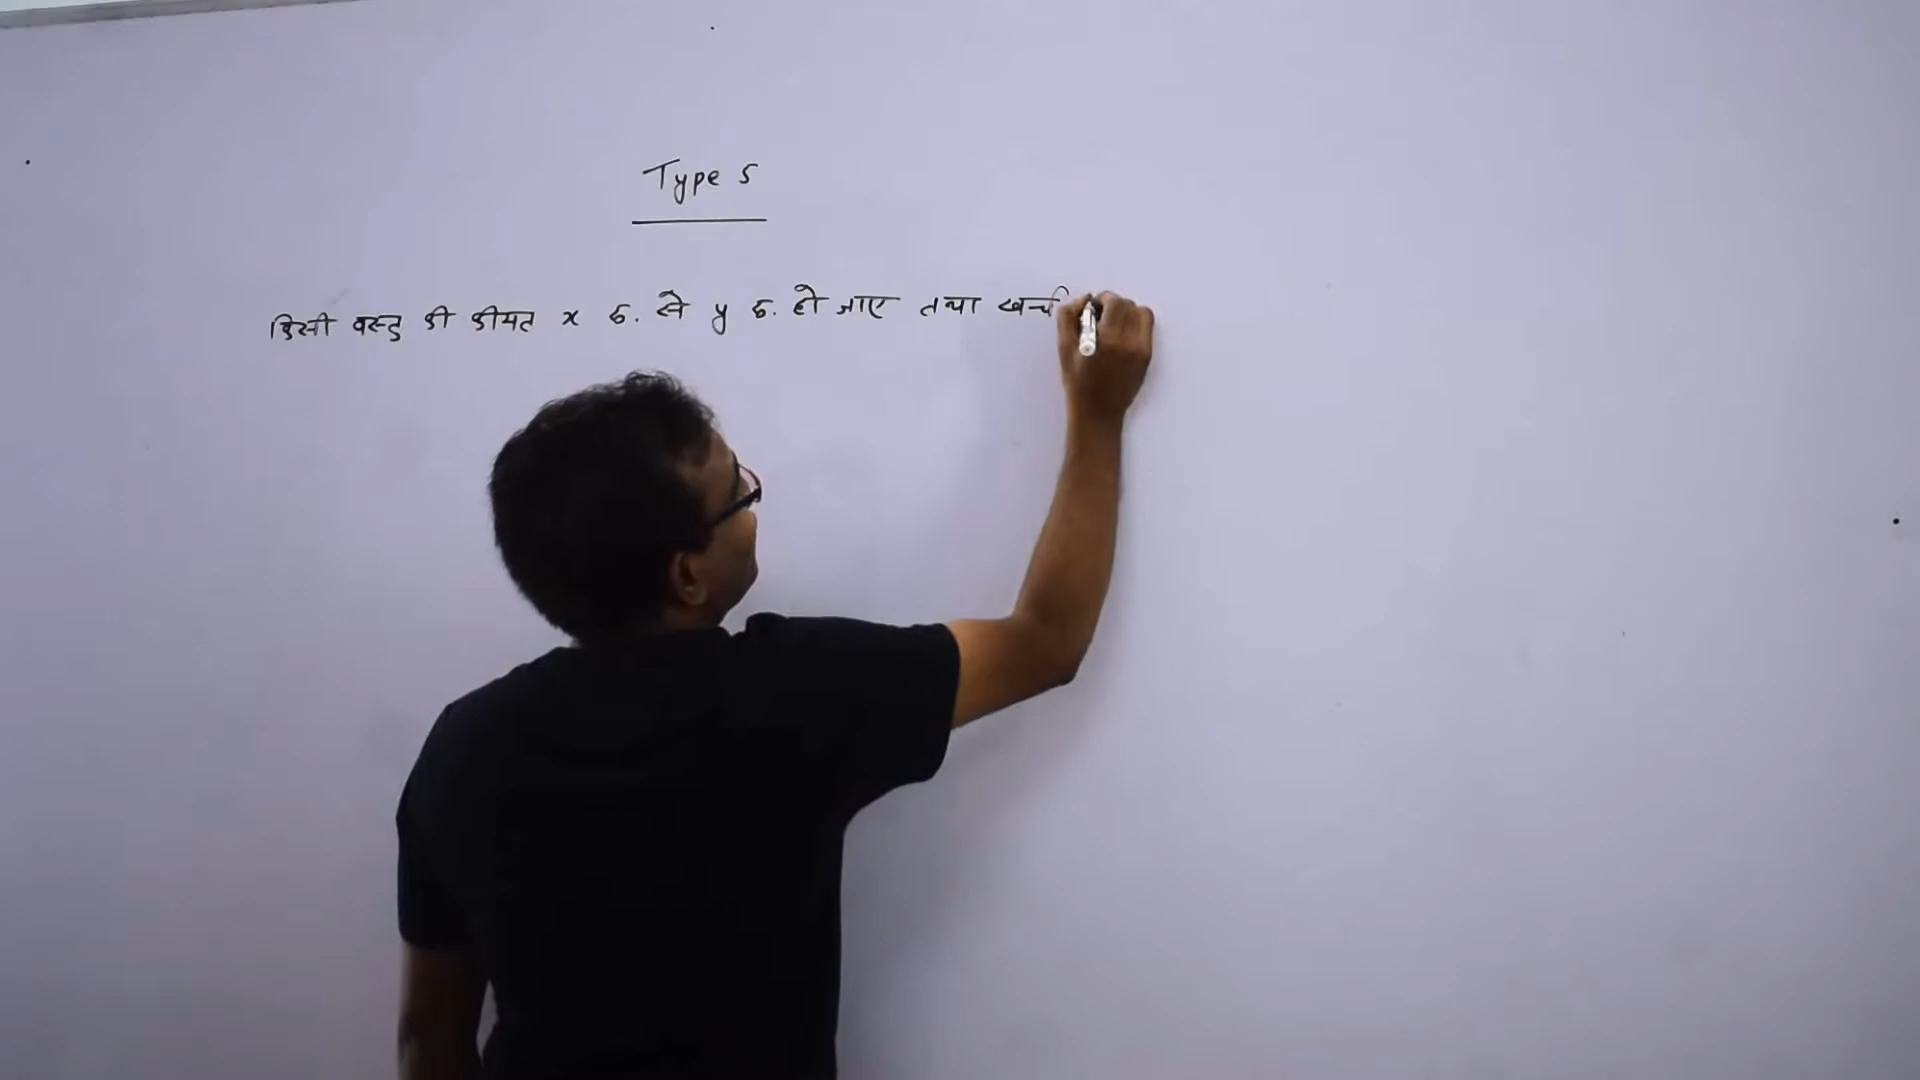 Type 5
किसी वस्तु की कीमत x रु. से y रु. हो जाए तथा खर्च